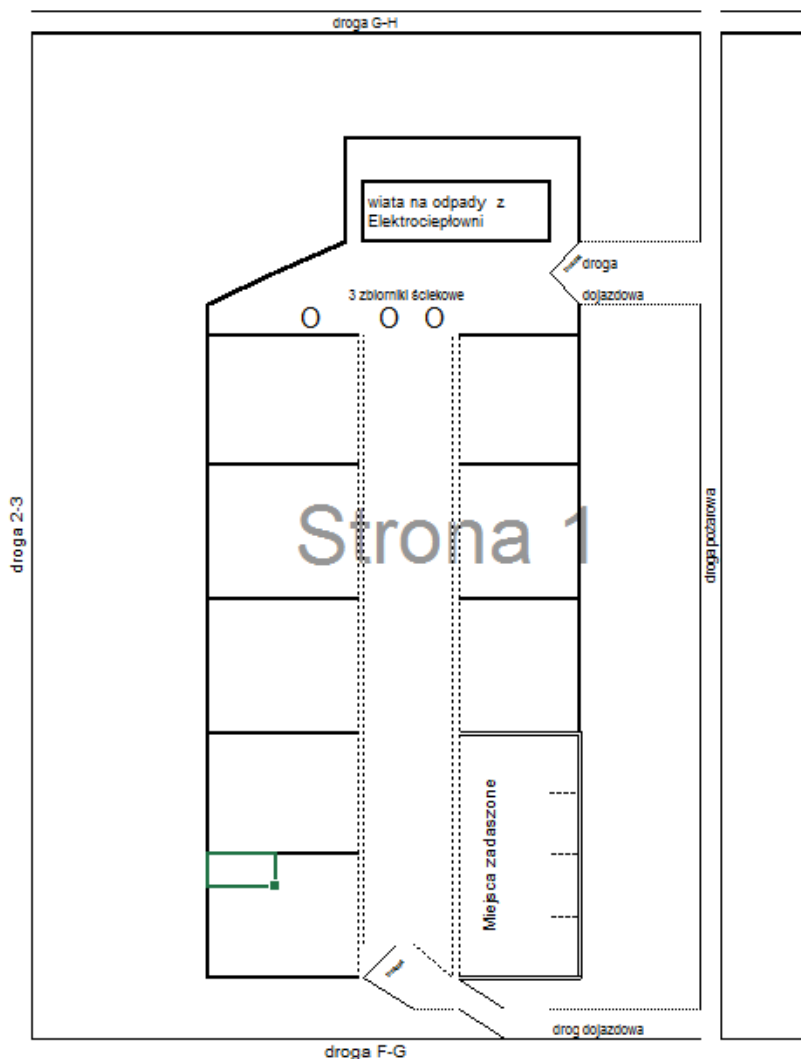 droga G-H
wiata na odpady z
Elektrociepłowni
droga
3 zbiorniki ściekowe
dojazdowa
O O O
Strona 1
droga 2-3
droga pożarowa
Miejsca zadaszone
drog dojazdowa
droga F-G